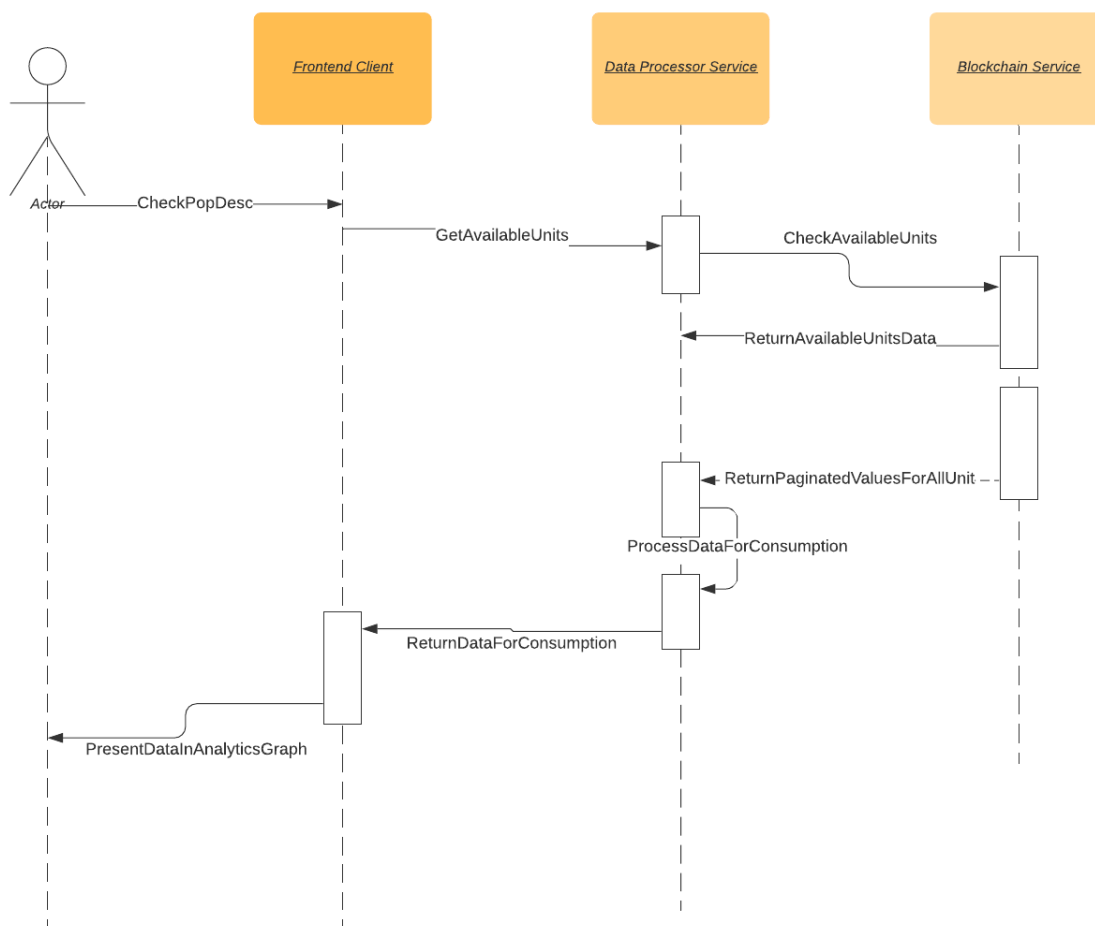 Frontend Client
Data Processor Service
Blockchain Service
Actor
CheckPopDesc
GetAvailableUnits
CheckAvailableUnits
ReturnAvailableUnitsData
ReturnPaginatedValuesForAllUnit
ProcessDataForConsumption
ReturnDataForConsumption
PresentDataInAnalyticsGraph